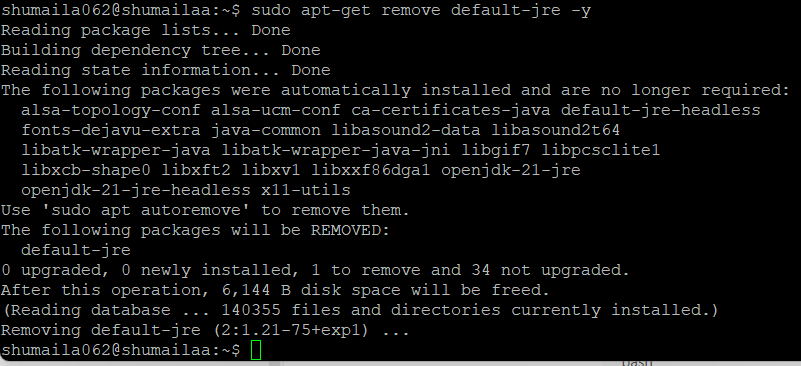 shumaila062@shumailaa:~$ sudo apt-get remove default-jre -y
Reading package lists... Done
Building dependency tree... Done
Reading state information... Done
The following packages were automatically installed and are no longer required:
  alsa-topology-conf alsa-ucm-conf ca-certificates-java default-jre-headless
  fonts-dejavu-extra java-common libasound2-data libasound2t64
  libatk-wrapper-java libatk-wrapper-java-jni libgif7 libpcsclite1
  libxcb-shape0 libxft2 libxv1 libxxf86dga1 openjdk-21-jre
  openjdk-21-jre-headless x11-utils
Use 'sudo apt autoremove' to remove them.
The following packages will be REMOVED:
  default-jre
0 upgraded, 0 newly installed, 1 to remove and 34 not upgraded.
After this operation, 6,144 B disk space will be freed.
(Reading database ... 140355 files and directories currently installed.)
Removing default-jre (2:1.21-75+exp1) ...
shumaila062@shumailaa:~$